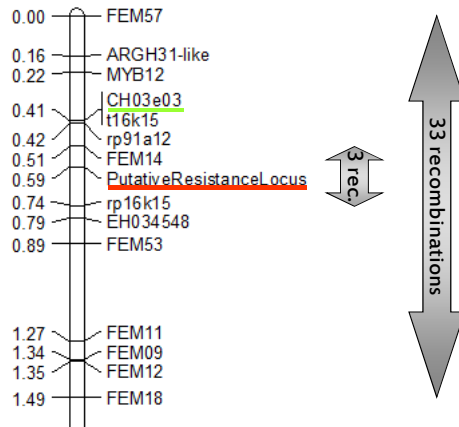 0.00 FEM57
0.16 ARGH31-like
0.22 MYB12
CH03e03
0.41 t16k15
0.42 rp91a12
0.51 FEM14
0.59 PutativeResistanceLocus
0.74 rp16k15
0.79 EH034548
0.89 FEM53
1.27 FEM11
1.34 FEM09
1.35 FEM12
1.49 FEM18
3 rec.
33 recombinations